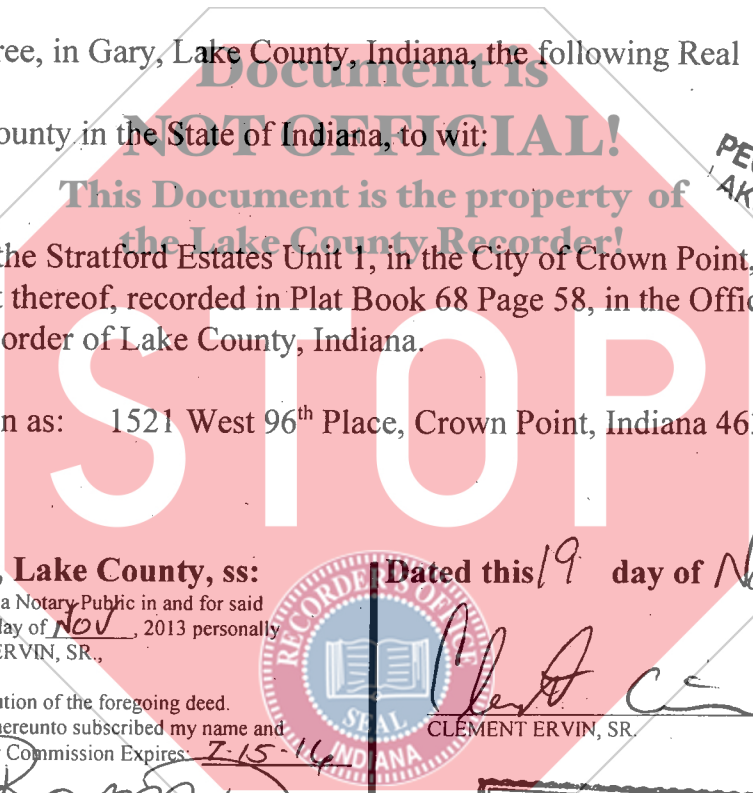 ree, in Gary, Lake County, Indiana, the following Real
Document is
ounty in the State of Indiana, to wit:
NOT OFFICIAL!
This Document is the property of
the Lake County Recorder!
the Stratford Estates Unit 1, in the City of Crown Point,
t thereof, recorded in Plat Book 68 Page 58, in the Offic
order of Lake County, Indiana.
STOP
n as: 1521 West 96th Place, Crown Point, Indiana 46
, Lake County, ss:
a Notary Public in and for said
day of NOV, 2013 personally
ERVIN, SR.,
ution of the foregoing deed.
hereunto subscribed my name and
Commission Expires: 7-15-16
Dated this 19 day of No
CLEMENT ERVIN, SR.
RECORDER'S OFFICE
SEAL
INDIANA